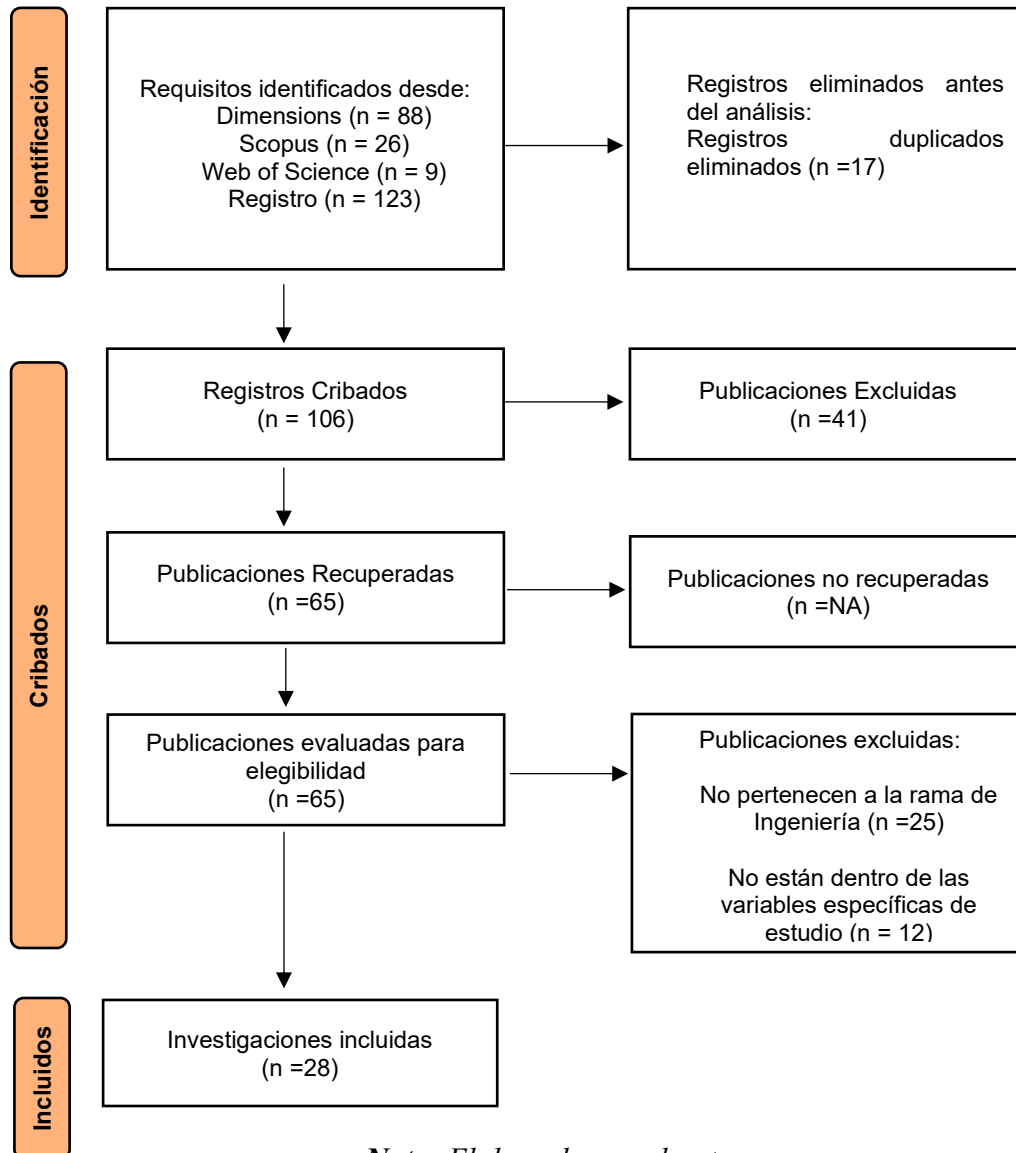 Identificación
Requisitos identificados desde:
Dimensions (n = 88)
Scopus (n = 26)
Web of Science (n = 9)
Registro (n = 123)
Registros eliminados antes
del análisis:
Registros duplicados
eliminados (n =17)
Cribados
Registros Cribados
(n = 106)
Publicaciones Excluidas
(n =41)
Publicaciones Recuperadas
(n =65)
Publicaciones no recuperadas
(n =NA)
Publicaciones evaluadas para
elegibilidad
(n =65)
Publicaciones excluidas:
No pertenecen a la rama de
Ingeniería (n =25)
No están dentro de las
variables específicas de
estudio (n = 12)
Incluidos
Investigaciones incluidas
(n =28)